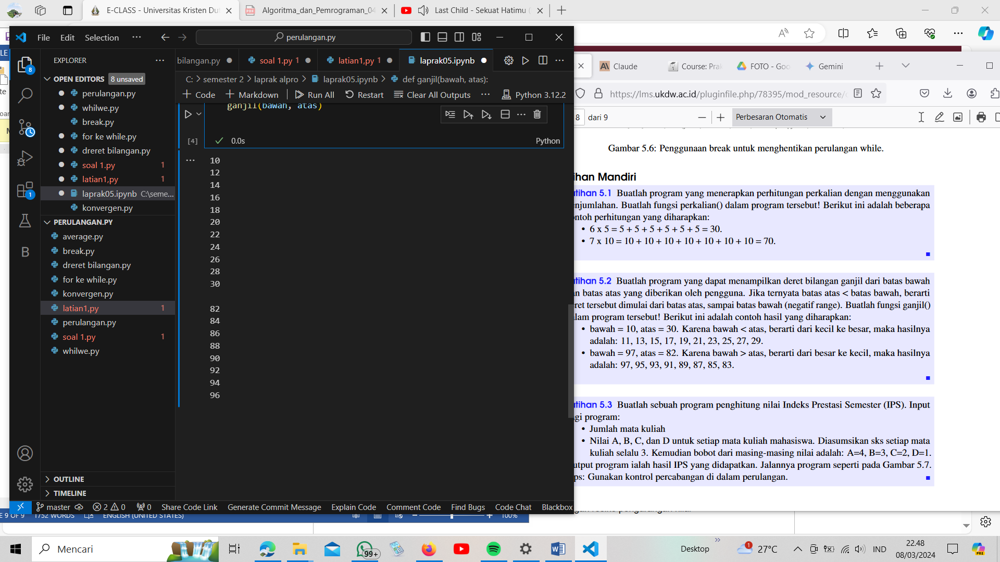 E-CLASS - Universitas Kristen Du
Algoritma_dan_Pemrograman_04
Last Child - Sekuat Hatimu (
File Edit Selection ···
perulangan.py
EXPLORER
OPEN EDITORS 8 unsaved
perulangan.py
whilwe.py
break.py
for ke while.py
dreret bilangan.py
soal 1.py 1
latian1,py 1
laprak05.ipynb C:\seme...
konvergen.py
PERULANGAN.PY
average.py
break.py
dreret bilangan.py
for ke while.py
konvergen.py
latian1,py 1
perulangan.py
soal 1.py 1
whilwe.py
OUTLINE
TIMELINE
8
1
B
bilangan.py
soal 1.py 1
latian1,py 1
laprak05.ipynb
C: > semester 2 > laprak alpro > laprak05.ipynb > def ganjil(bawah, atas):
+ Code + Markdown Run All Restart Clear All Outputs ··· Python 3.12.2
ganjil(bawah, atas)
[4] 0.0s Python
10
12
14
16
18
20
22
24
26
28
30
82
84
86
88
90
92
94
96
master 2 0 0 Share Code Link Generate Commit Message Explain Code Comment Code Find Bugs Code Chat Blackbox
E 9 OF 9 1752 WORDS ENGLISH (UNITED STATES) 100%
Claude
Course: Pra
FOTO - Goo
Gemini
https://lms.ukdw.ac.id/pluginfile.php/78395/mod_resource/c
8 dari 9
Perbesaran Otomatis
Gambar 5.6: Penggunaan break untuk menghentikan perulangan while.
ihan Mandiri
tihan 5.1 Buatlah program yang menerapkan perhitungan perkalian dengan menggunakan
njumlahan. Buatlah fungsi perkalian() dalam program tersebut! Berikut ini adalah beberapa
ntoh perhitungan yang diharapkan:
• 6 x 5 = 5 + 5 + 5 + 5 + 5 + 5 = 30.
• 7 x 10 = 10 + 10 + 10 + 10 + 10 + 10 + 10 = 70.
tihan 5.2 Buatlah program yang dapat menampilkan deret bilangan ganjil dari batas bawah
n batas atas yang diberikan oleh pengguna. Jika ternyata batas atas < batas bawah, berarti
ret tersebut dimulai dari batas atas, sampai batas bawah (negatif range). Buatlah fungsi ganjil()
lam program tersebut! Berikut ini adalah contoh hasil yang diharapkan:
• bawah = 10, atas = 30. Karena bawah < atas, berarti dari kecil ke besar, maka hasilnya
adalah: 11, 13, 15, 17, 19, 21, 23, 25, 27, 29.
• bawah = 97, atas = 82. Karena bawah > atas, berarti dari besar ke kecil, maka hasilnya
adalah: 97, 95, 93, 91, 89, 87, 85, 83.
tihan 5.3 Buatlah sebuah program penghitung nilai Indeks Prestasi Semester (IPS). Input
gi program:
• Jumlah mata kuliah
• Nilai A, B, C, dan D untuk setiap mata kuliah mahasiswa. Diasumsikan sks setiap mata
kuliah selalu 3. Kemudian bobot dari masing-masing nilai adalah: A=4, B=3, C=2, D=1.
utput program ialah hasil IPS yang didapatkan. Jalannya program seperti pada Gambar 5.7.
ps: Gunakan kontrol percabangan di dalam perulangan.
Mencari
99+
Desktop
1
27°C
IND
22.48
08/03/2024
PRE